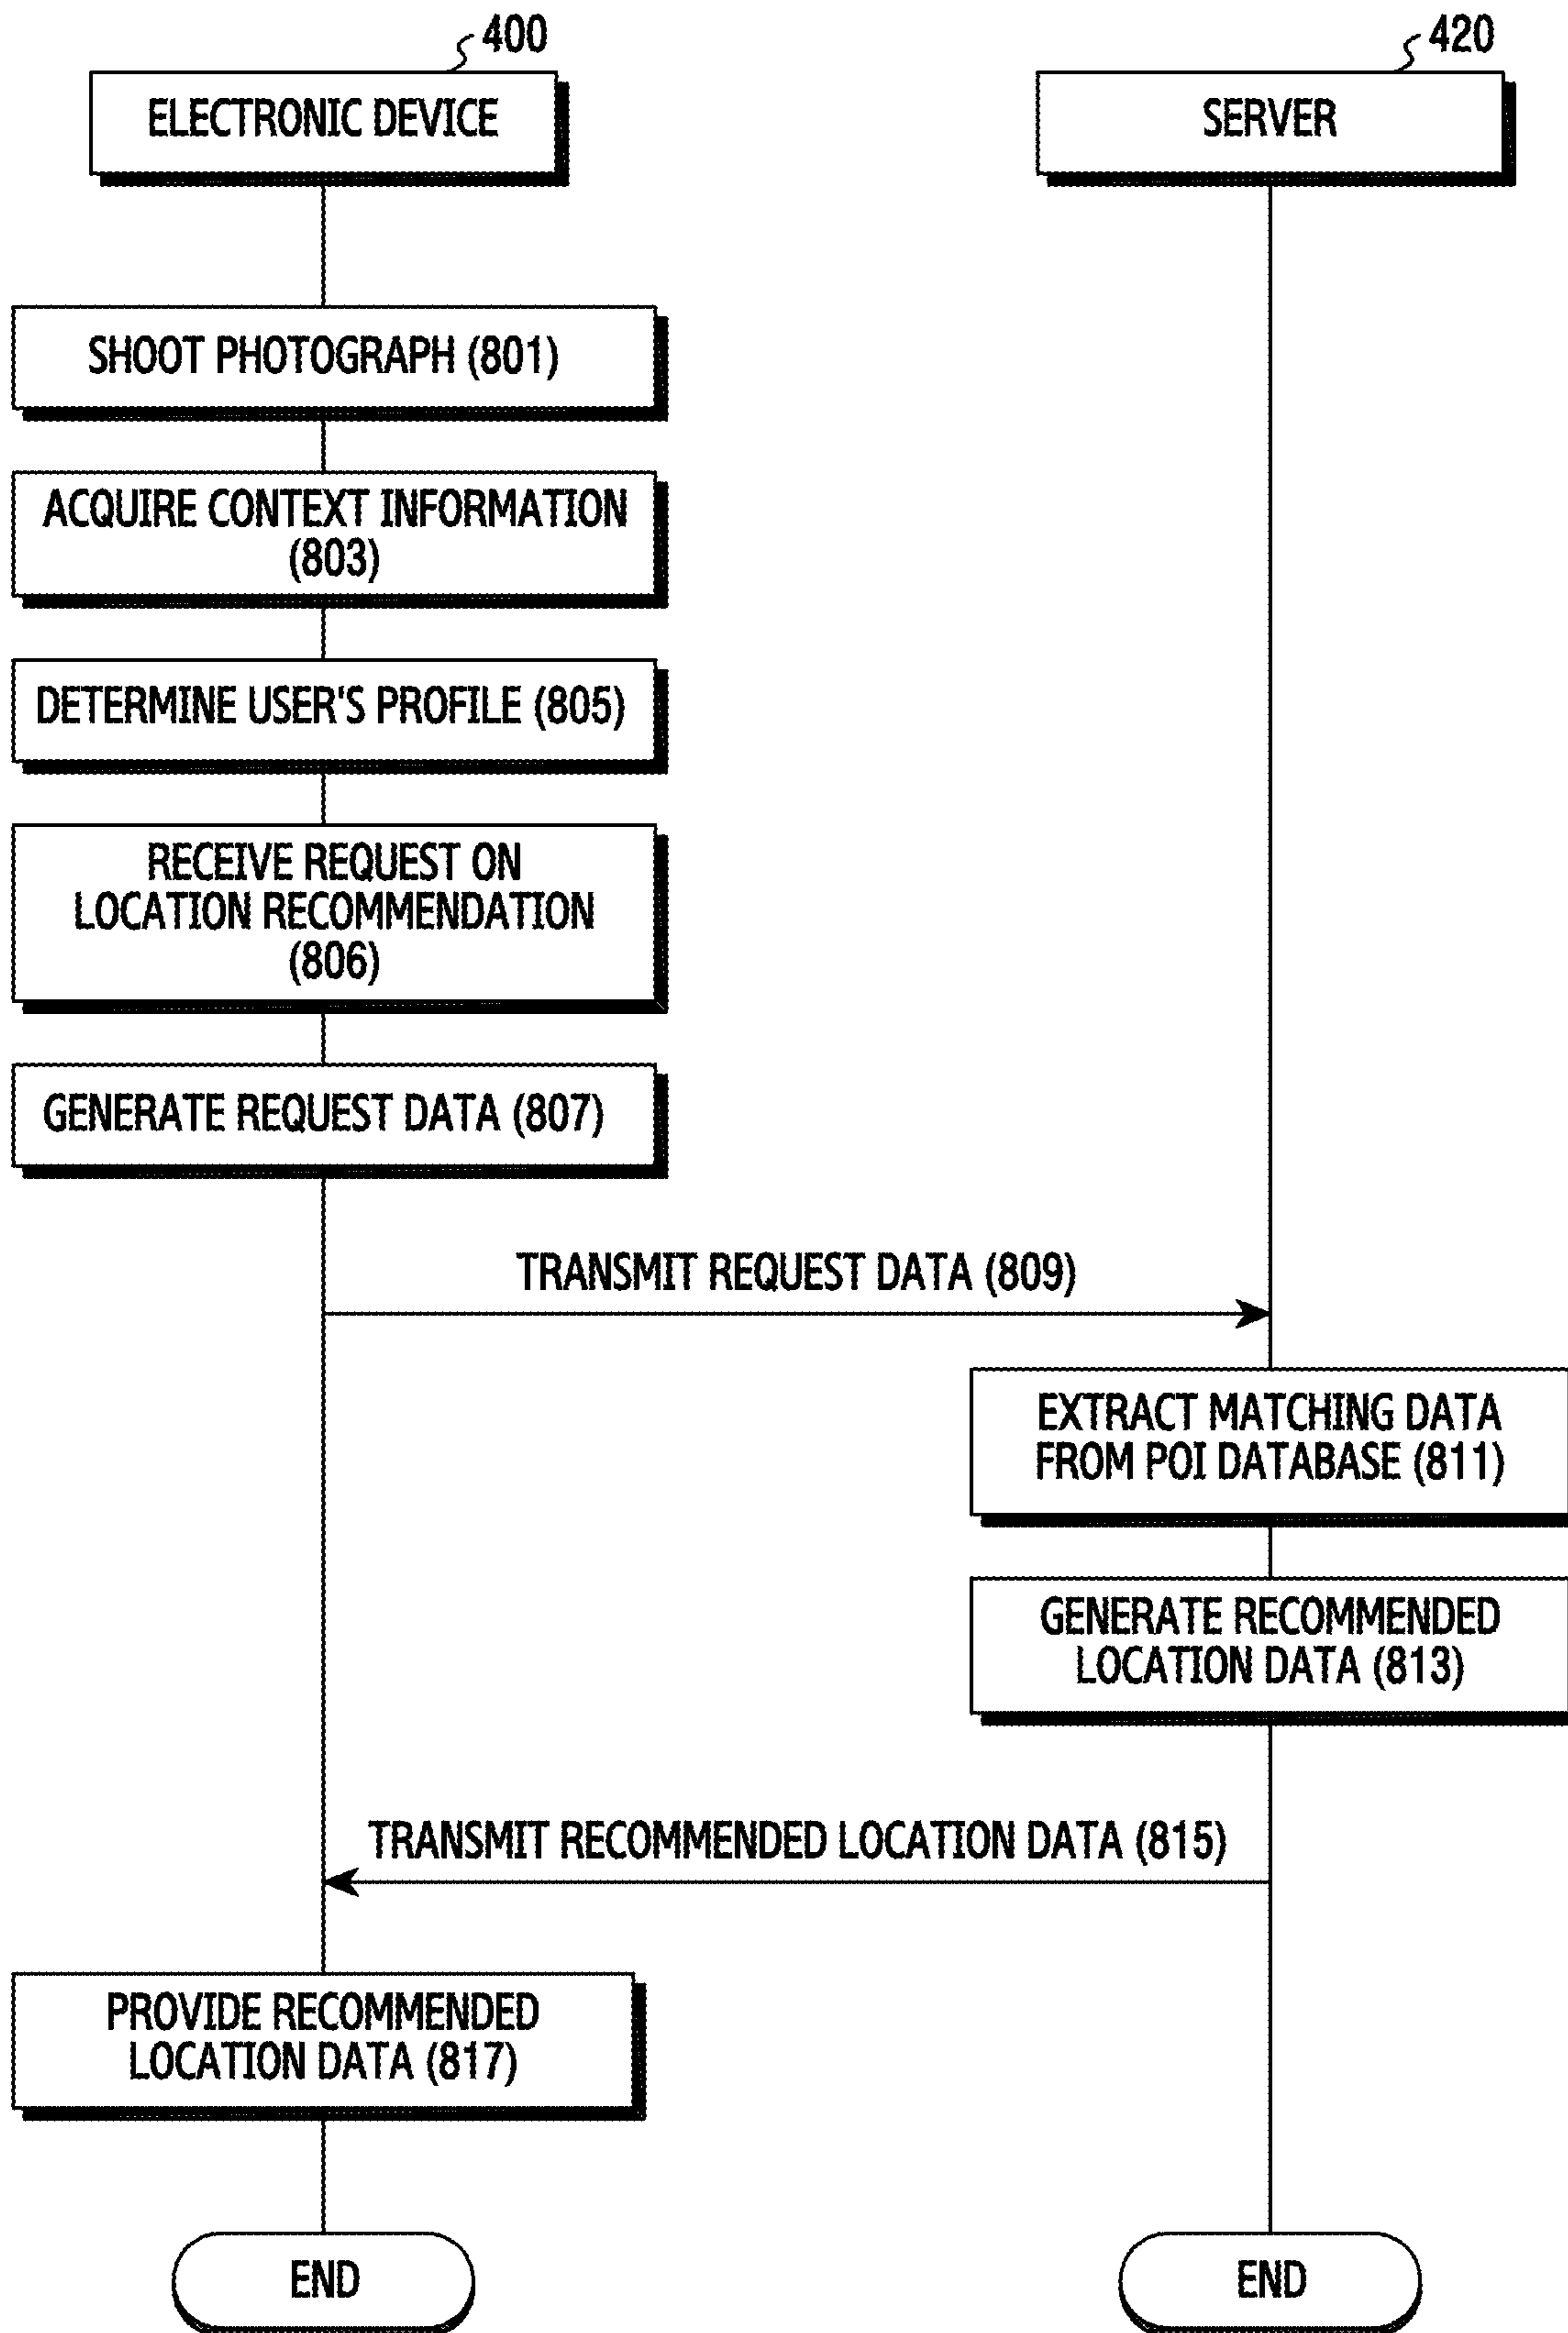 400
420
ELECTRONIC DEVICE
SERVER
SHOOT PHOTOGRAPH (801)
ACQUIRE CONTEXT INFORMATION
(803)
DETERMINE USER'S PROFILE (805)
RECEIVE REQUEST ON
LOCATION RECOMMENDATION
(806)
GENERATE REQUEST DATA (807)
TRANSMIT REQUEST DATA (809)
EXTRACT MATCHING DATA
FROM POI DATABASE (811)
GENERATE RECOMMENDED
LOCATION DATA (813)
TRANSMIT RECOMMENDED LOCATION DATA (815)
PROVIDE RECOMMENDED
LOCATION DATA (817)
END
END